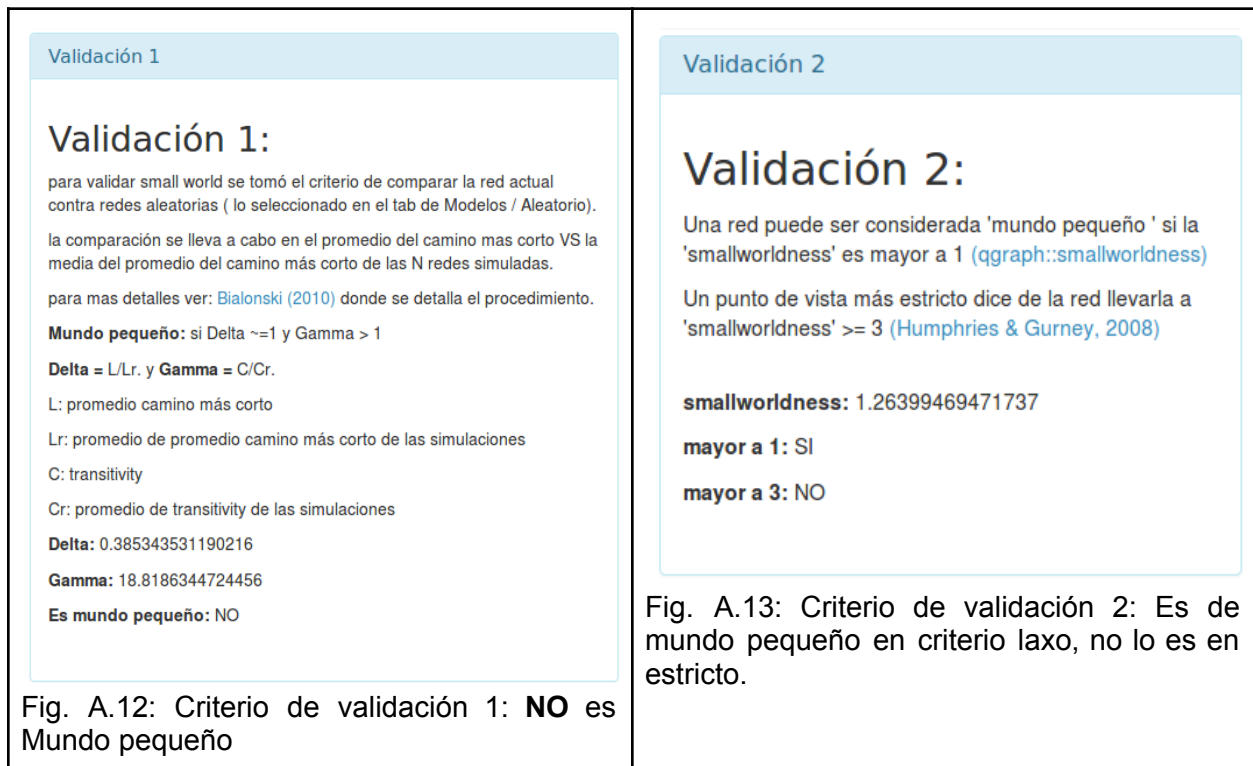 Validación 1
Validación 1:
para validar small world se tomó el criterio de comparar la red actual
contra redes aleatorias ( lo seleccionado en el tab de Modelos / Aleatorio).
la comparación se lleva a cabo en el promedio del camino mas corto VS la
media del promedio del camino más corto de las N redes simuladas.
para mas detalles ver: Bialonski (2010) donde se detalla el procedimiento.
Mundo pequeño: si Delta ~=1 y Gamma > 1
Delta = L/Lr. y Gamma = C/Cr.
L: promedio camino más corto
Lr: promedio de promedio camino más corto de las simulaciones
C: transitivity
Cr: promedio de transitivity de las simulaciones
Delta: 0.385343531190216
Gamma: 18.8186344724456
Es mundo pequeño: NO
Fig. A.12: Criterio de validación 1: NO es
Mundo pequeño
Validación 2
Validación 2:
Una red puede ser considerada 'mundo pequeño ' si la
'smallworldness' es mayor a 1 (qgraph::smallworldness)
Un punto de vista más estricto dice de la red llevarla a
'smallworldness' >= 3 (Humphries & Gurney, 2008)
smallworldness: 1.26399469471737
mayor a 1: SI
mayor a 3: NO
Fig. A.13: Criterio de validación 2: Es de
mundo pequeño en criterio laxo, no lo es en
estricto.